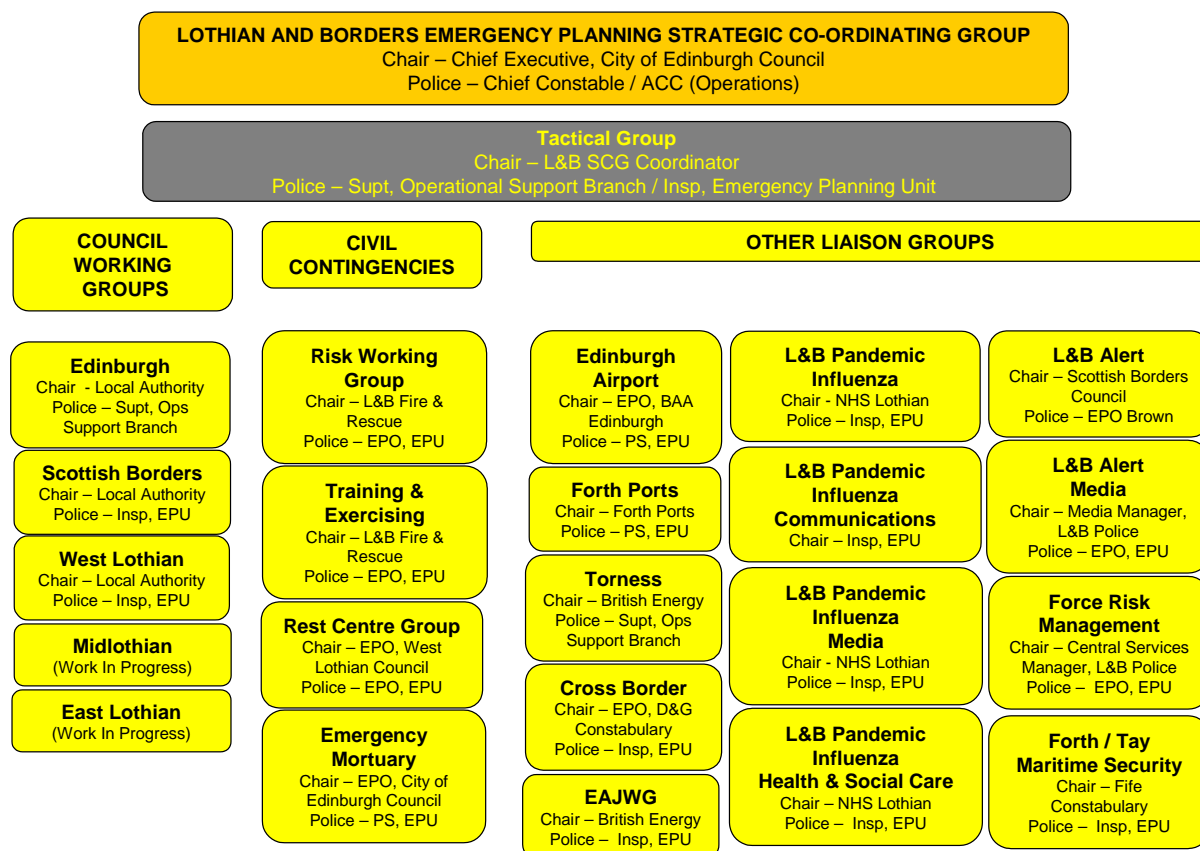 LOTHIAN AND BORDERS EMERGENCY PLANNING STRATEGIC CO-ORDINATING GROUP
Chair – Chief Executive, City of Edinburgh Council
Police – Chief Constable / ACC (Operations)
Tactical Group
Chair – L&B SCG Coordinator
Police – Supt, Operational Support Branch / Insp, Emergency Planning Unit
COUNCIL
WORKING
GROUPS
Edinburgh
Chair - Local Authority
Police – Supt, Ops
Support Branch
Scottish Borders
Chair – Local Authority
Police – Insp, EPU
West Lothian
Chair – Local Authority
Police – Insp, EPU
Midlothian
(Work In Progress)
East Lothian
(Work In Progress)
CIVIL
CONTINGENCIES
Risk Working
Group
Chair – L&B Fire &
Rescue
Police – EPO, EPU
Training &
Exercising
Chair – L&B Fire &
Rescue
Police – EPO, EPU
Rest Centre Group
Chair – EPO, West
Lothian Council
Police – EPO, EPU
Emergency
Mortuary
Chair – EPO, City of
Edinburgh Council
Police – PS, EPU
OTHER LIAISON GROUPS
Edinburgh
Airport
Chair – EPO, BAA
Edinburgh
Police – PS, EPU
Forth Ports
Chair – Forth Ports
Police – PS, EPU
Torness
Chair – British Energy
Police – Supt, Ops
Support Branch
Cross Border
Chair – EPO, D&G
Constabulary
Police – Insp, EPU
EAJWG
Chair – British Energy
Police – Insp, EPU
L&B Pandemic
Influenza
Chair - NHS Lothian
Police – Insp, EPU
L&B Pandemic
Influenza
Communications
Chair – Insp, EPU
L&B Pandemic
Influenza
Media
Chair - NHS Lothian
Police – Insp, EPU
L&B Pandemic
Influenza
Health & Social Care
Chair – NHS Lothian
Police – Insp, EPU
L&B Alert
Chair – Scottish Borders
Council
Police – EPO Brown
L&B Alert
Media
Chair – Media Manager,
L&B Police
Police – EPO, EPU
Force Risk
Management
Chair – Central Services
Manager, L&B Police
Police – EPO, EPU
Forth / Tay
Maritime Security
Chair – Fife
Constabulary
Police – Insp, EPU